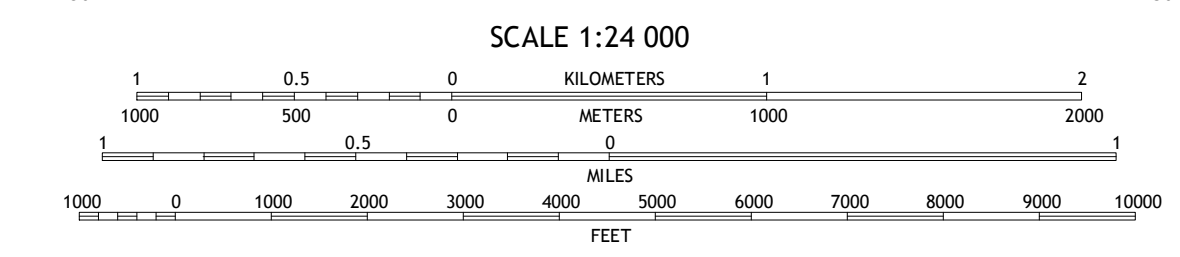 SCALE 1:24 000
1 0.5 0 KILOMETERS 1 2
1000 500 0 METERS 1000 2000
1 0.5 0 1
MILES
1000 0 1000 2000 3000 4000 5000 6000 7000 8000 9000 10000
FEET